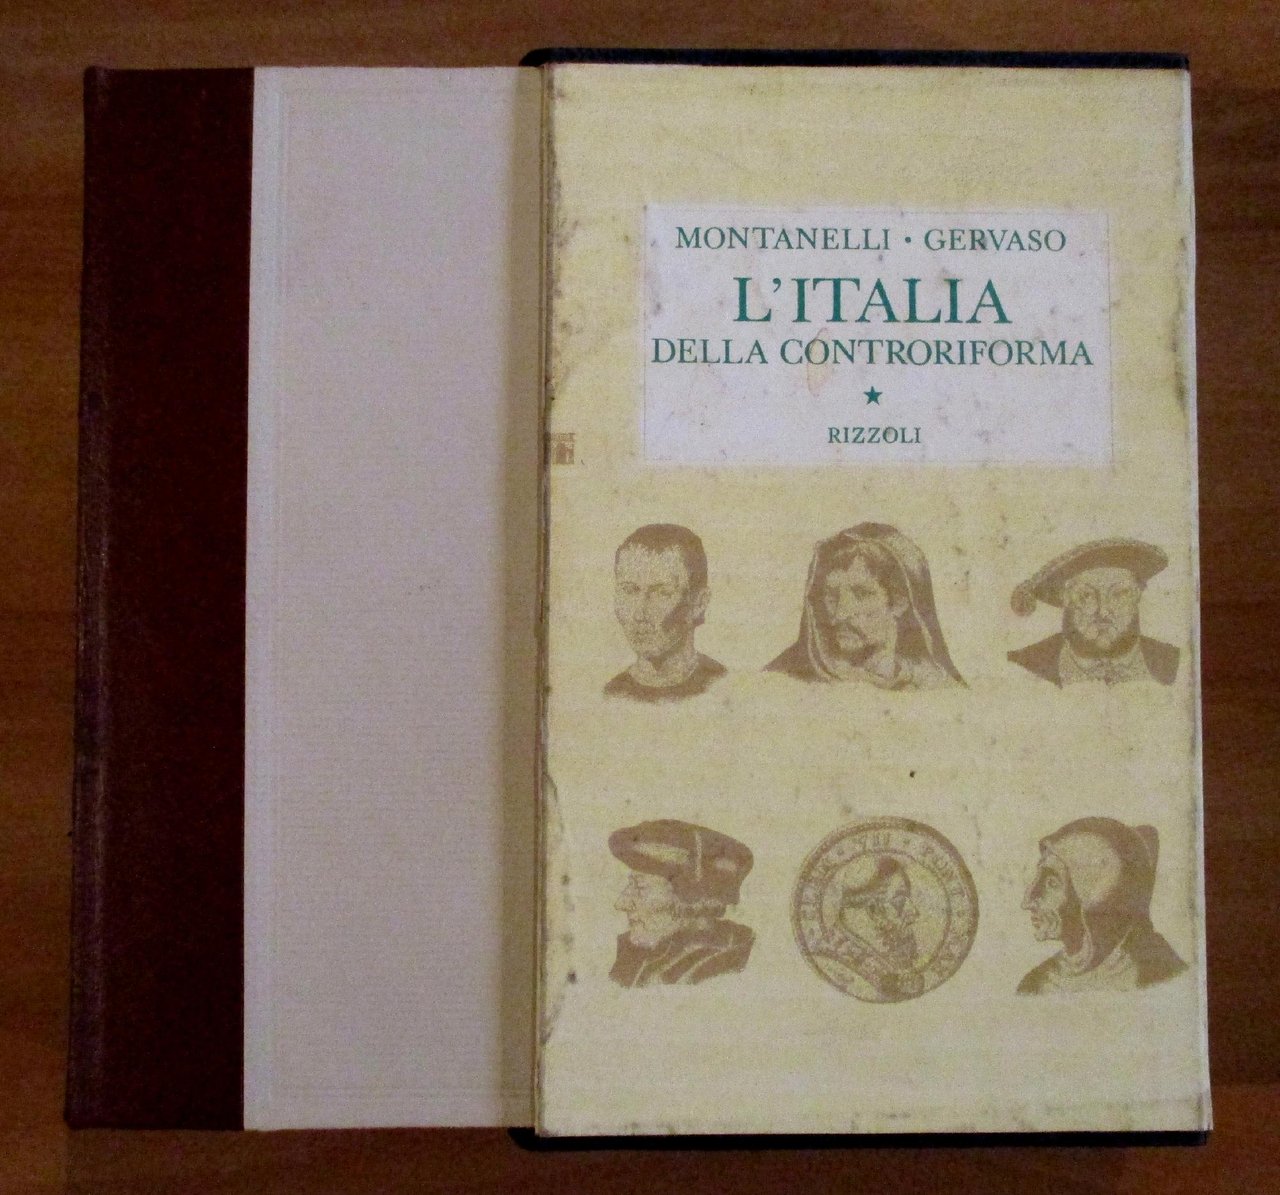 MONTANELLI · GERVASO
L'ITALIA
DELLA CONTRORIFORMA
★
RIZZOLI